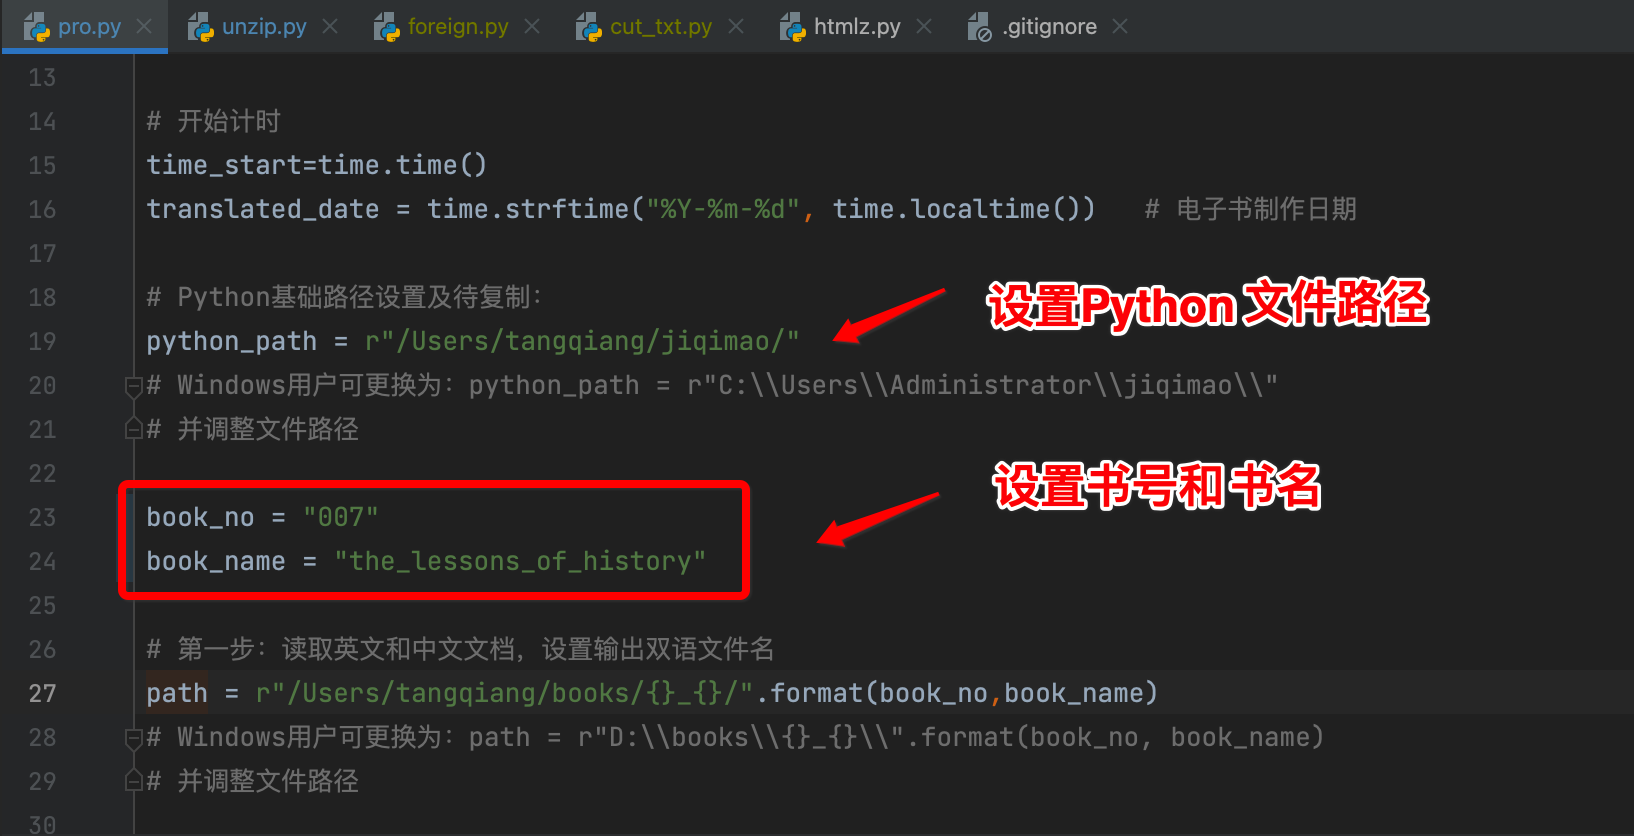 pro.py unzip.py foreign.py cut_txt.py htmlz.py .gitignore
13
14 # 开始计时
15 time_start=time.time()
16 translated_date = time.strftime("%Y-%m-%d", time.localtime()) # 电子书制作日期
17
18 # Python基础路径设置及待复制：
设置Python 文件路径
19 python_path = r"/Users/tangqiang/jiqimao/"
20 # Windows用户可更换为：python_path = r"C:\\Users\\Administrator\\jiqimao\\"
21 # 并调整文件路径
22
设置书号和书名
23 book_no = "007"
24 book_name = "the_lessons_of_history"
25
26 # 第一步：读取英文和中文文档，设置输出双语文件名
27 path = r"/Users/tangqiang/books/{}_{}/".format(book_no,book_name)
28 # Windows用户可更换为：path = r"D:\\books\\{}_{}\\".format(book_no, book_name)
29 # 并调整文件路径
30